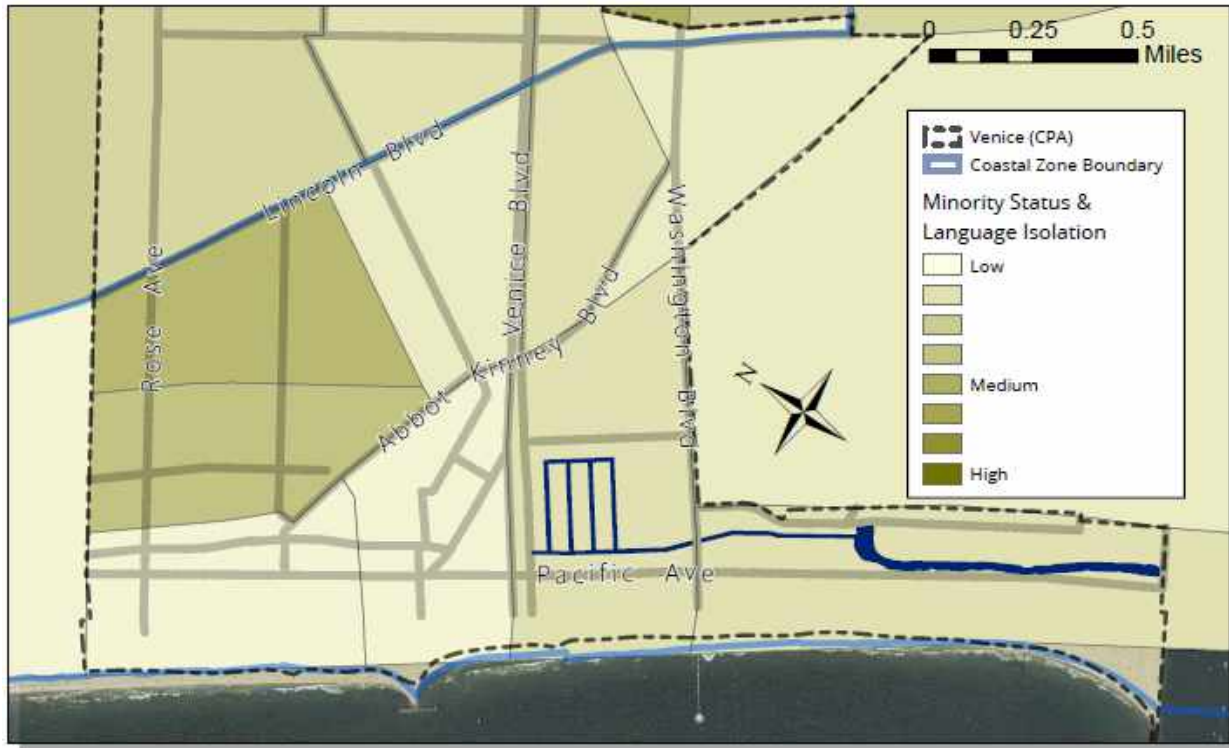 0 0.25 0.5
Miles
Venice (CPA)
Coastal Zone Boundary
Minority Status &
Language Isolation
Low
Medium
High
Lincoln Blvd
Rose Ave
Venice Blvd
Washington Blvd
Abbot Kinney Blvd
N
Pacific Ave